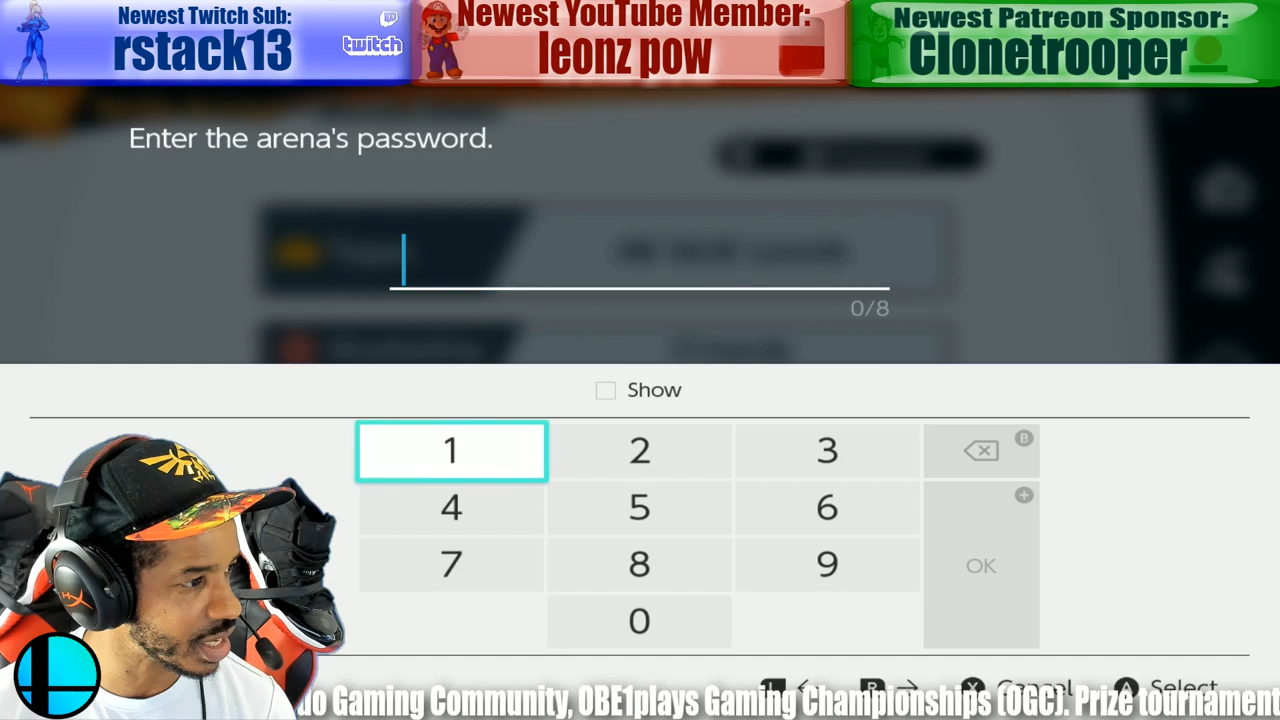 Newest Twitch Sub:
rstack13
twitch
Newest YouTube Member:
leonz pow
Newest Patreon Sponsor:
Clonetrooper
Enter the arena's password.
0/8
Show
1 2 3 B
4 5 6 +
7 8 9 OK
0
L R X Cancel A Select
Gaming Community, OBE1plays Gaming Championships (OGC). Prize tournament